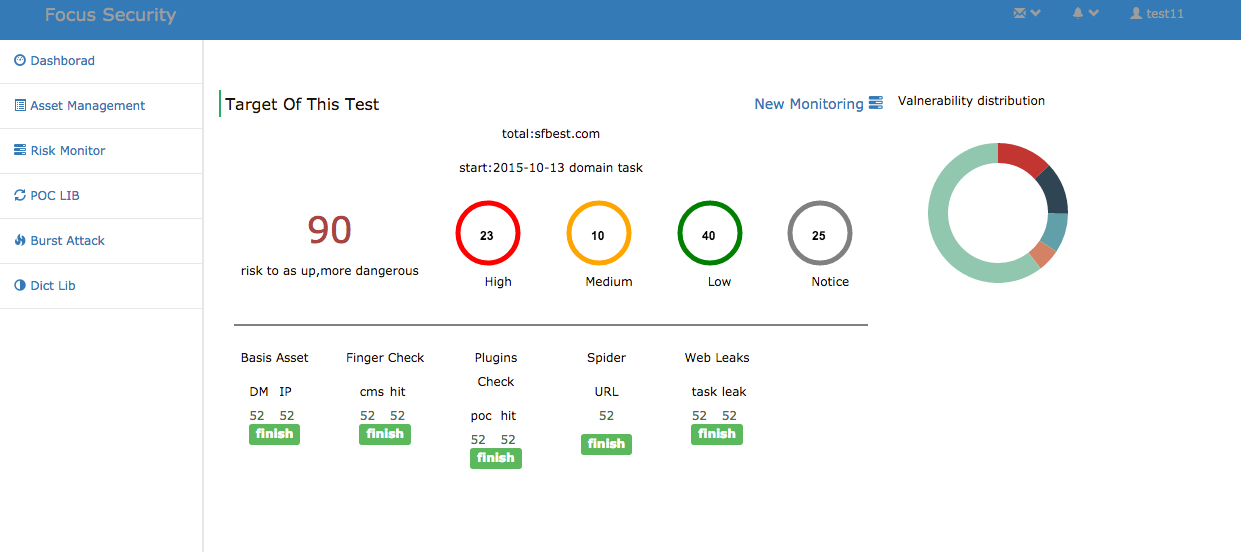 Focus Security
test11
Dashborad
Asset Management
Risk Monitor
POC LIB
Burst Attack
Dict Lib
Target Of This Test
New Monitoring
Valnerability distribution
total:sfbest.com
start:2015-10-13 domain task
90
risk to as up,more dangerous
23
10
40
25
High
Medium
Low
Notice
Basis Asset
Finger Check
Plugins
Check
Spider
Web Leaks
DM IP
cms hit
poc hit
URL
task leak
52 52
52 52
52 52
52
52 52
finish
finish
finish
finish
finish